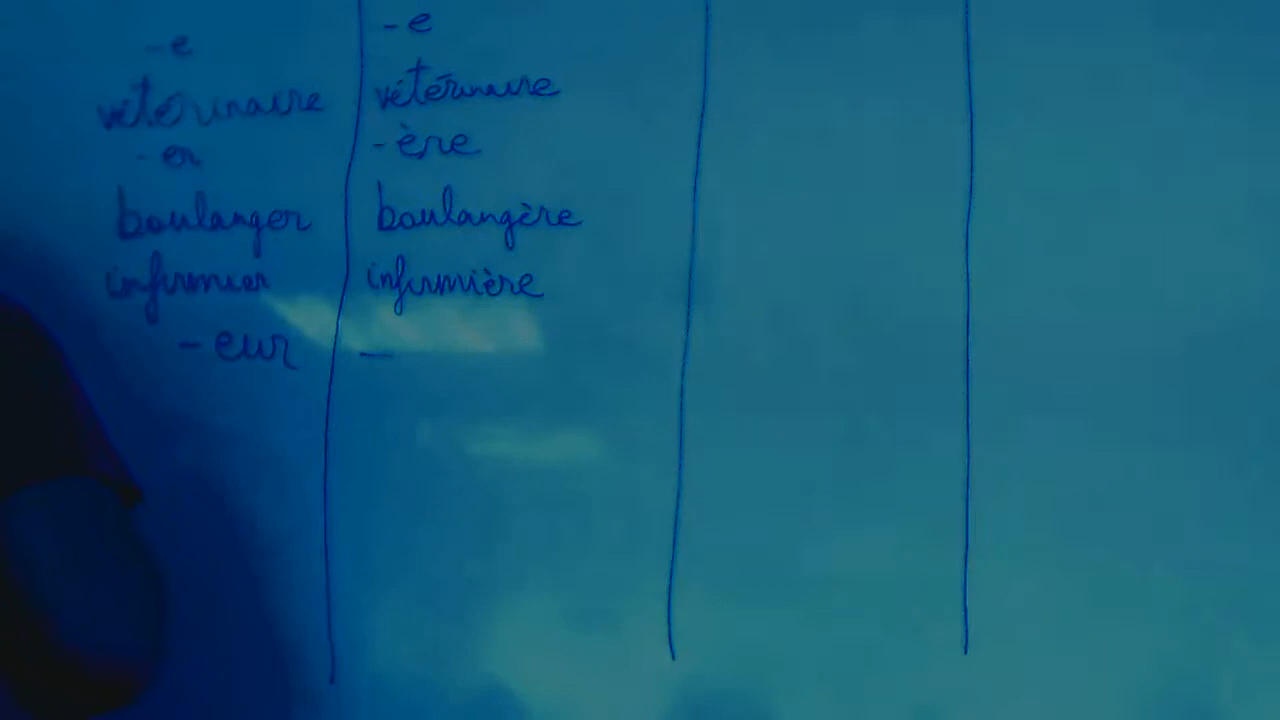 -e -e
vétérinaire vétérinaire
-er -ère
boulanger boulangère
infirmier infirmière
-eur -